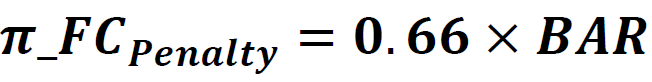 π_FC_Penalty = 0.66 × BAR